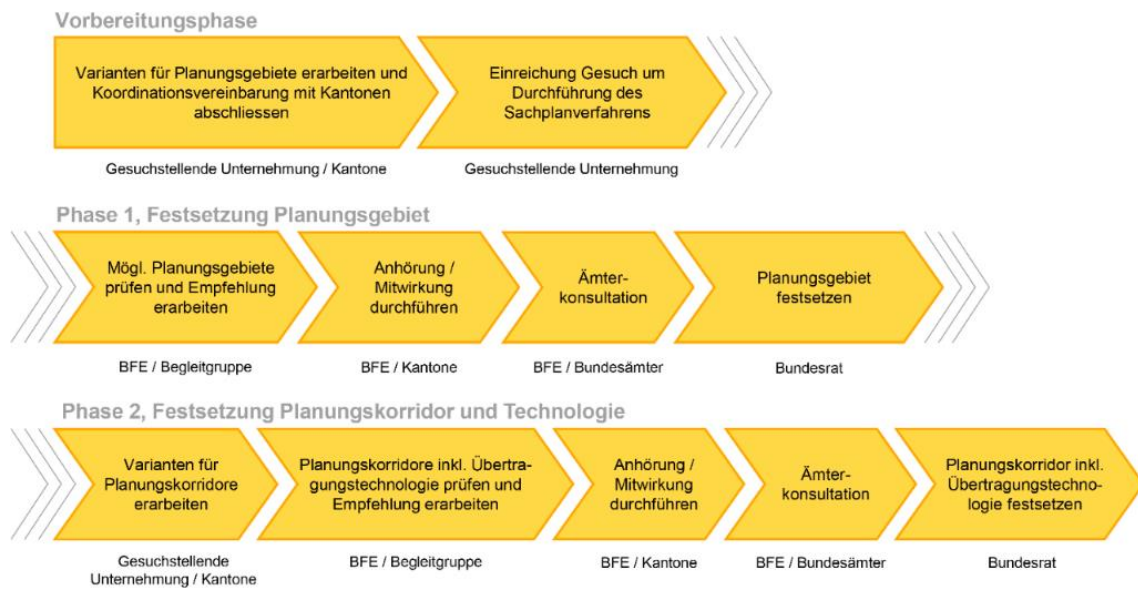 Vorbereitungsphase
Varianten für Planungsgebiete erarbeiten und
Koordinationsvereinbarung mit Kantonen
abschliessen
Einreichung Gesuch um
Durchführung des
Sachplanverfahrens
Gesuchstellende Unternehmung / Kantone
Gesuchstellende Unternehmung
Phase 1, Festsetzung Planungsgebiet
Mögl. Planungsgebiete
prüfen und Empfehlung
erarbeiten
Anhörung /
Mitwirkung
durchführen
Ämter-
konsultation
Planungsgebiet
festsetzen
BFE / Begleitgruppe
BFE / Kantone
BFE / Bundesämter
Bundesrat
Phase 2, Festsetzung Planungskorridor und Technologie
Varianten für
Planungskorridore
erarbeiten
Planungskorridore inkl. Übertra-
gungstechnologie prüfen und
Empfehlung erarbeiten
Anhörung /
Mitwirkung
durchführen
Ämter-
konsultation
Planungskorridor inkl.
Übertragungstechno-
logie festsetzen
Gesuchstellende
Unternehmung / Kantone
BFE / Begleitgruppe
BFE / Kantone
BFE / Bundesämter
Bundesrat